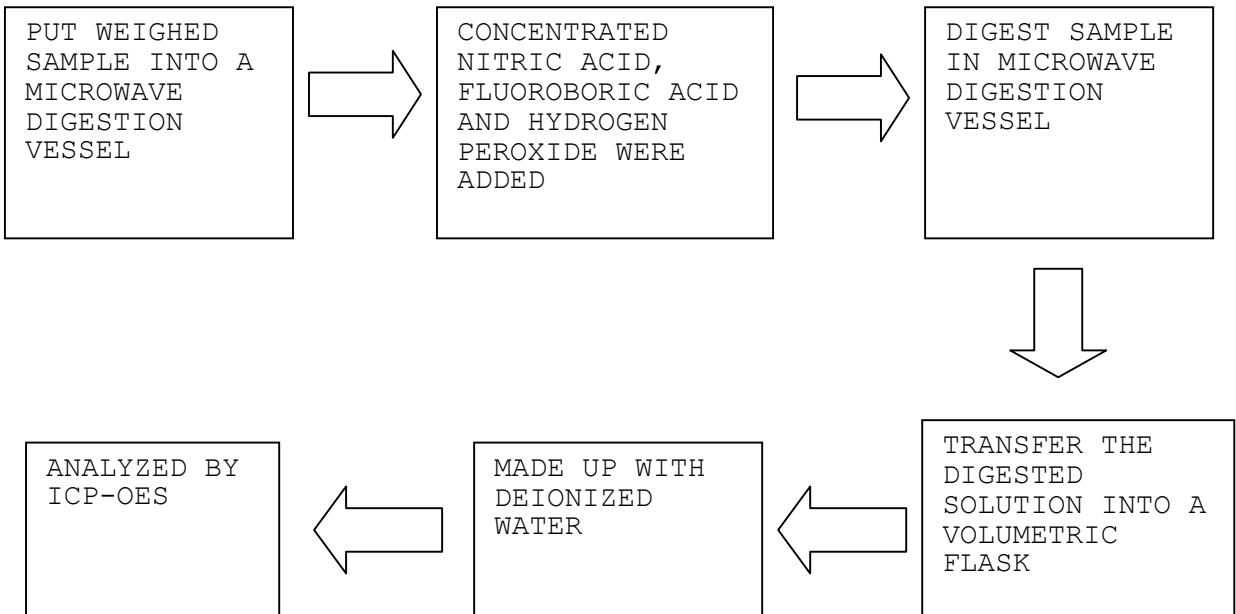 PUT WEIGHED
SAMPLE INTO A
MICROWAVE
DIGESTION
VESSEL
CONCENTRATED
NITRIC ACID,
FLUOROBORIC ACID
AND HYDROGEN
PEROXIDE WERE
ADDED
DIGEST SAMPLE
IN MICROWAVE
DIGESTION
VESSEL
TRANSFER THE
DIGESTED
SOLUTION INTO A
VOLUMETRIC
FLASK
MADE UP WITH
DEIONIZED
WATER
ANALYZED BY
ICP-OES